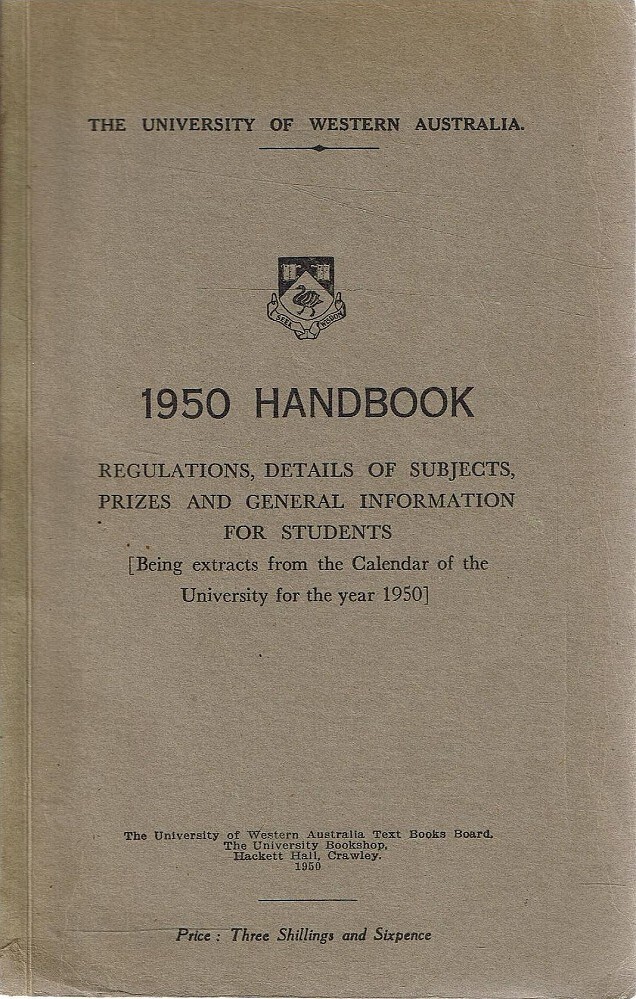 THE UNIVERSITY OF WESTERN AUSTRALIA.
SEEK WISDOM
1950 HANDBOOK
REGULATIONS, DETAILS OF SUBJECTS,
PRIZES AND GENERAL INFORMATION
FOR STUDENTS
[Being extracts from the Calendar of the
University for the year 1950]
The University of Western Australia Text Books Board,
The University Bookshop,
Hackett Hall, Crawley.
1950
Price : Three Shillings and Sixpence